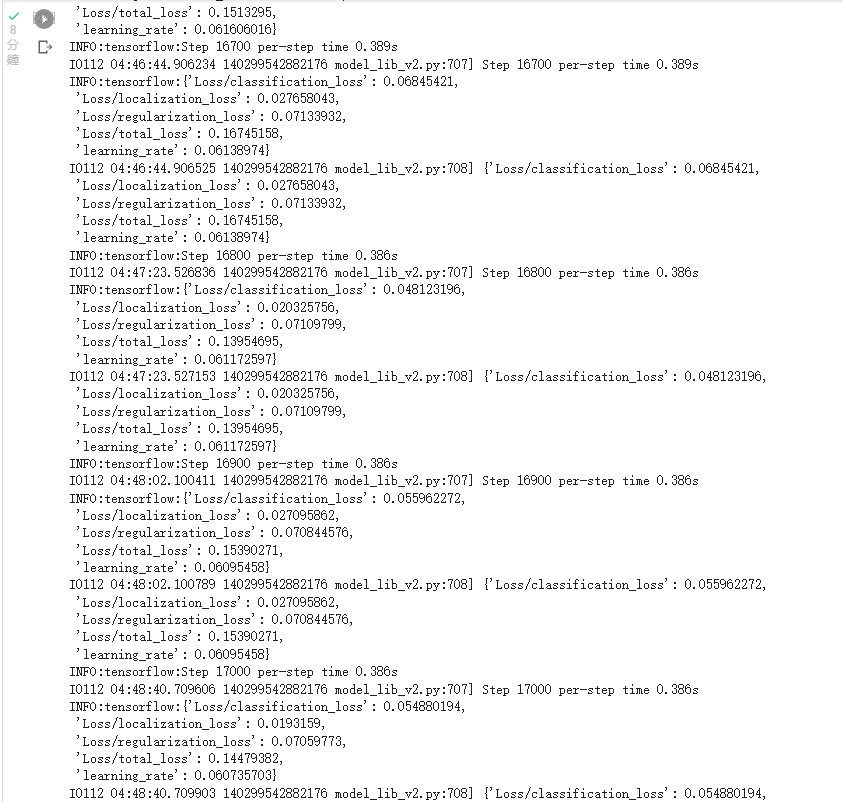 8
分
鐘
'Loss/total_loss': 0.1513295,
'learning_rate': 0.061606016}
INFO:tensorflow:Step 16700 per-step time 0.389s
I0112 04:46:44.906234 140299542882176 model_lib_v2.py:707] Step 16700 per-step time 0.389s
INFO:tensorflow:{'Loss/classification_loss': 0.06845421,
'Loss/localization_loss': 0.027658043,
'Loss/regularization_loss': 0.07133932,
'Loss/total_loss': 0.16745158,
'learning_rate': 0.06138974}
I0112 04:46:44.906525 140299542882176 model_lib_v2.py:708] {'Loss/classification_loss': 0.06845421,
'Loss/localization_loss': 0.027658043,
'Loss/regularization_loss': 0.07133932,
'Loss/total_loss': 0.16745158,
'learning_rate': 0.06138974}
INFO:tensorflow:Step 16800 per-step time 0.386s
I0112 04:47:23.526836 140299542882176 model_lib_v2.py:707] Step 16800 per-step time 0.386s
INFO:tensorflow:{'Loss/classification_loss': 0.048123196,
'Loss/localization_loss': 0.020325756,
'Loss/regularization_loss': 0.07109799,
'Loss/total_loss': 0.13954695,
'learning_rate': 0.061172597}
I0112 04:47:23.527153 140299542882176 model_lib_v2.py:708] {'Loss/classification_loss': 0.048123196,
'Loss/localization_loss': 0.020325756,
'Loss/regularization_loss': 0.07109799,
'Loss/total_loss': 0.13954695,
'learning_rate': 0.061172597}
INFO:tensorflow:Step 16900 per-step time 0.386s
I0112 04:48:02.100411 140299542882176 model_lib_v2.py:707] Step 16900 per-step time 0.386s
INFO:tensorflow:{'Loss/classification_loss': 0.055962272,
'Loss/localization_loss': 0.027095862,
'Loss/regularization_loss': 0.070844576,
'Loss/total_loss': 0.15390271,
'learning_rate': 0.06095458}
I0112 04:48:02.100789 140299542882176 model_lib_v2.py:708] {'Loss/classification_loss': 0.055962272,
'Loss/localization_loss': 0.027095862,
'Loss/regularization_loss': 0.070844576,
'Loss/total_loss': 0.15390271,
'learning_rate': 0.06095458}
INFO:tensorflow:Step 17000 per-step time 0.386s
I0112 04:48:40.709606 140299542882176 model_lib_v2.py:707] Step 17000 per-step time 0.386s
INFO:tensorflow:{'Loss/classification_loss': 0.054880194,
'Loss/localization_loss': 0.0193159,
'Loss/regularization_loss': 0.07059773,
'Loss/total_loss': 0.14479382,
'learning_rate': 0.060735703}
I0112 04:48:40.709903 140299542882176 model_lib_v2.py:708] {'Loss/classification_loss': 0.054880194,